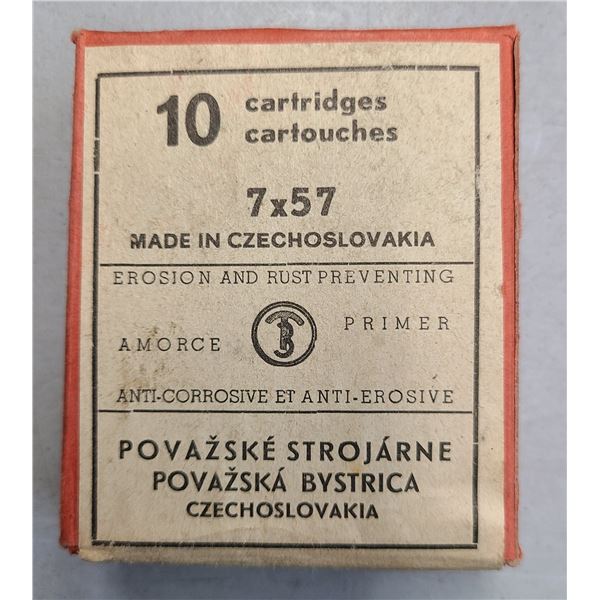 10 cartridges
cartouches
7x57
MADE IN CZECHOSLOVAKIA
EROSION AND RUST PREVENTING
PRIMER
AMORCE
ANTI-CORROSIVE ET ANTI-EROSIVE
POVAŽSKÉ STROJÁRNE
POVAŽSKÁ BYSTRICA
CZECHOSLOVAKIA